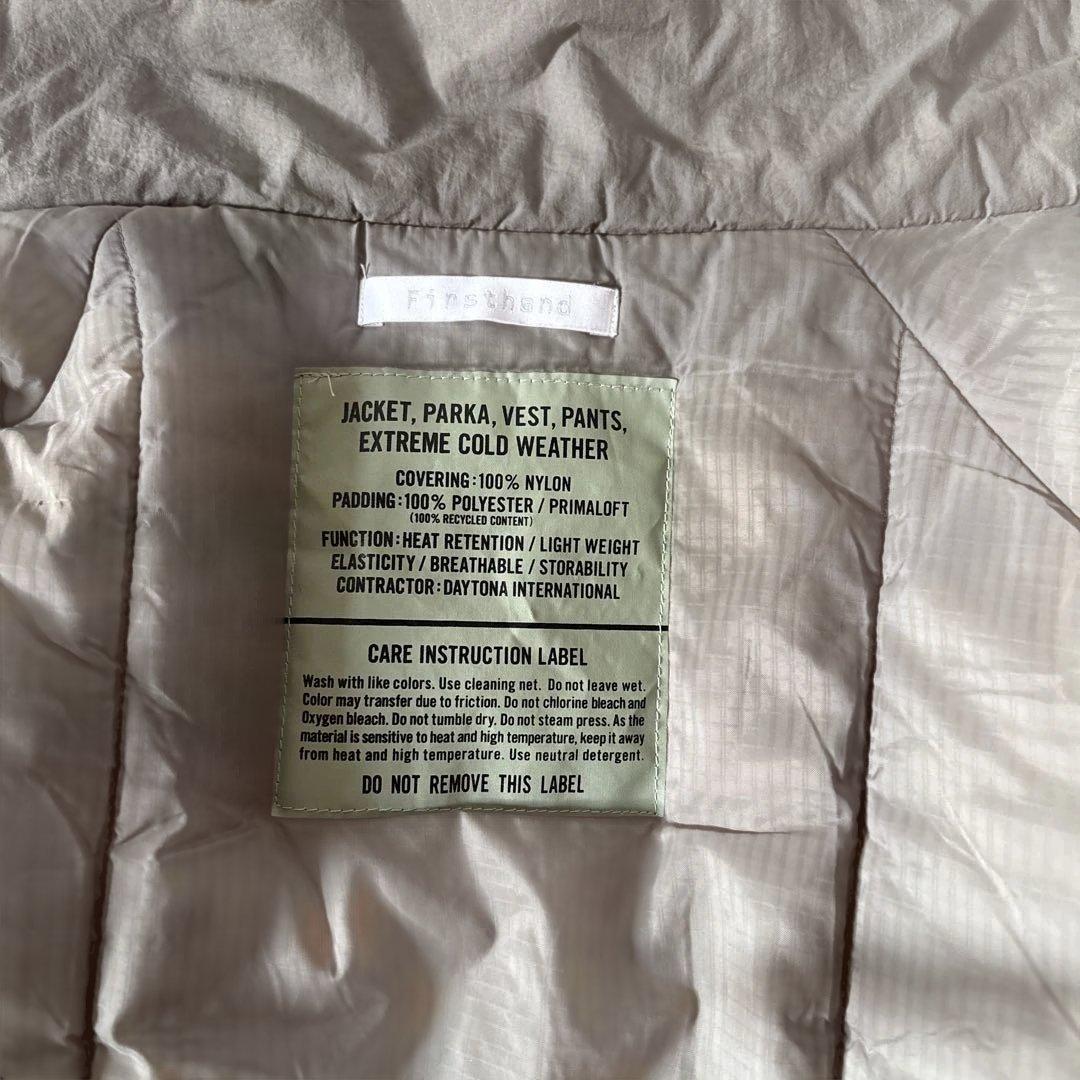 Firsthand
JACKET, PARKA, VEST, PANTS,
EXTREME COLD WEATHER
COVERING:100% NYLON
PADDING:100% POLYESTER / PRIMALOFT
(100% RECYCLED CONTENT)
FUNCTION:HEAT RETENTION / LIGHT WEIGHT
ELASTICITY / BREATHABLE / STORABILITY
CONTRACTOR:DAYTONA INTERNATIONAL
CARE INSTRUCTION LABEL
Wash with like colors. Use cleaning net. Do not leave wet.
Color may transfer due to friction. Do not chlorine bleach and
Oxygen bleach. Do not tumble dry. Do not steam press. As the
material is sensitive to heat and high temperature, keep it away
from heat and high temperature. Use neutral detergent.
DO NOT REMOVE THIS LABEL